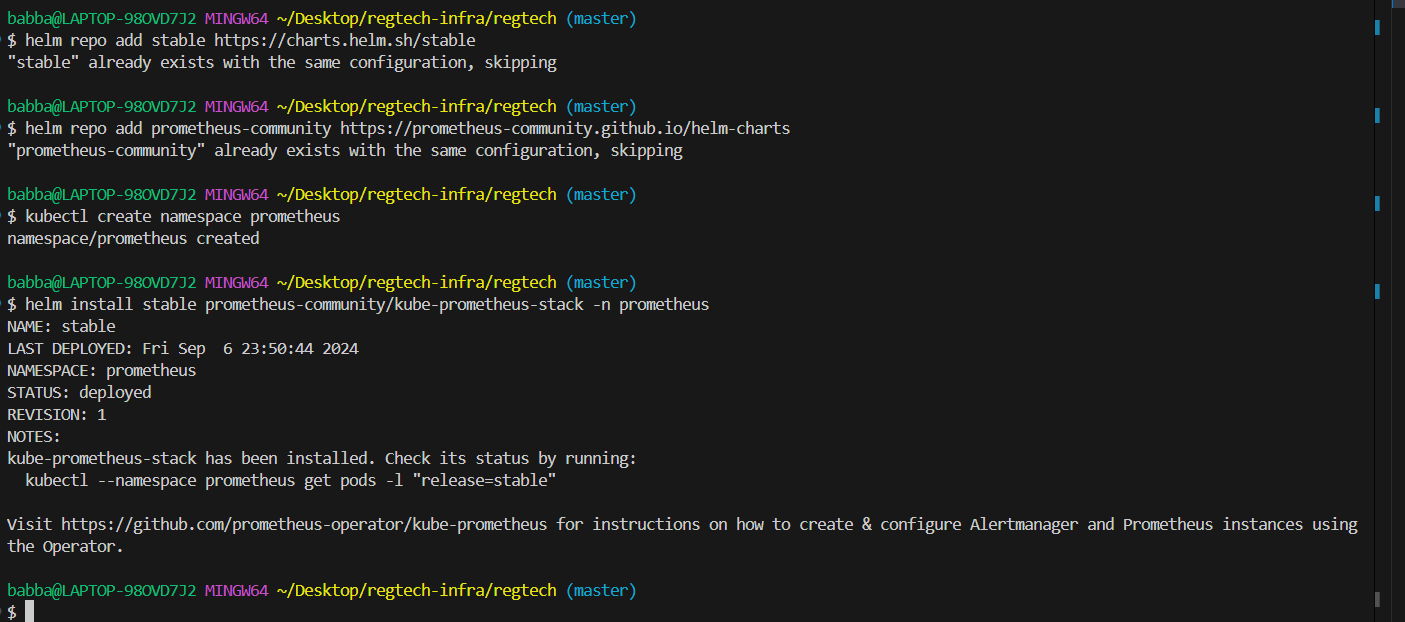 babba@LAPTOP-98OVD7J2 MINGW64 ~/Desktop/regtech-infra/regtech (master)
$ helm repo add stable https://charts.helm.sh/stable
"stable" already exists with the same configuration, skipping
babba@LAPTOP-98OVD7J2 MINGW64 ~/Desktop/regtech-infra/regtech (master)
$ helm repo add prometheus-community https://prometheus-community.github.io/helm-charts
"prometheus-community" already exists with the same configuration, skipping
babba@LAPTOP-98OVD7J2 MINGW64 ~/Desktop/regtech-infra/regtech (master)
$ kubectl create namespace prometheus
namespace/prometheus created
babba@LAPTOP-98OVD7J2 MINGW64 ~/Desktop/regtech-infra/regtech (master)
$ helm install stable prometheus-community/kube-prometheus-stack -n prometheus
NAME: stable
LAST DEPLOYED: Fri Sep  6 23:50:44 2024
NAMESPACE: prometheus
STATUS: deployed
REVISION: 1
NOTES:
kube-prometheus-stack has been installed. Check its status by running:
  kubectl --namespace prometheus get pods -l "release=stable"
Visit https://github.com/prometheus-operator/kube-prometheus for instructions on how to create & configure Alertmanager and Prometheus instances using
the Operator.
babba@LAPTOP-98OVD7J2 MINGW64 ~/Desktop/regtech-infra/regtech (master)
$